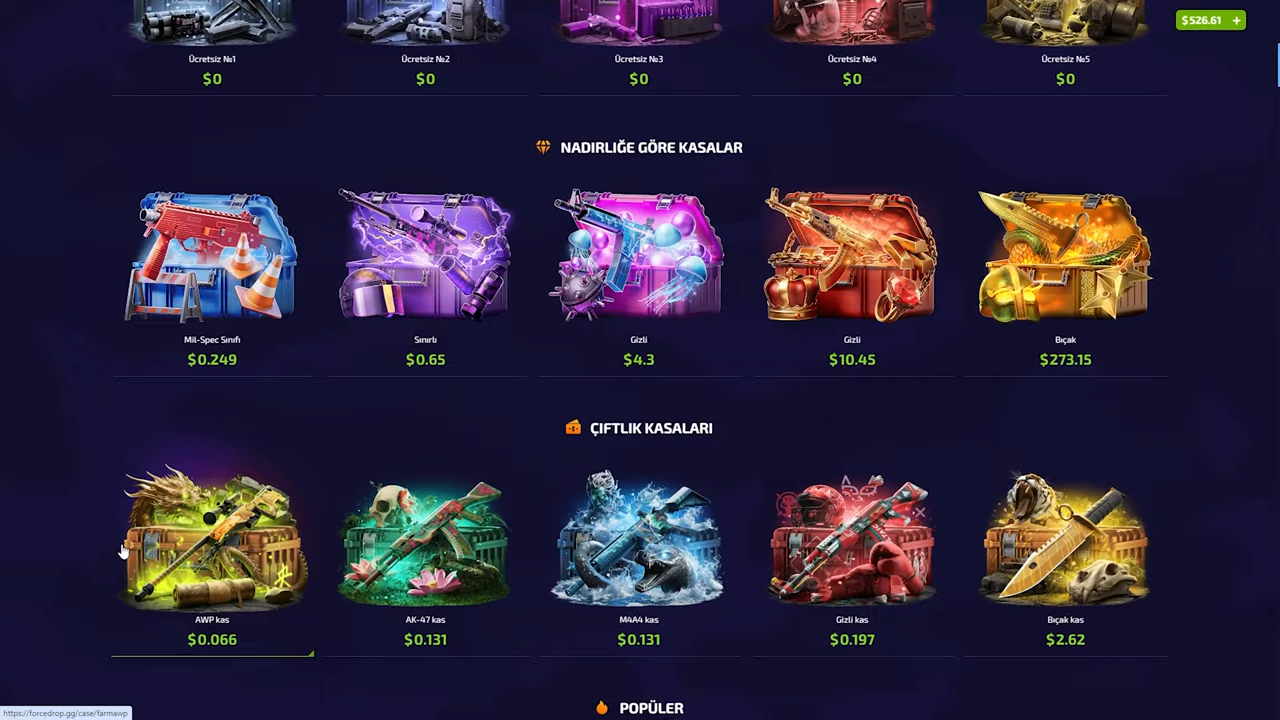 $526.61 +
Ücretsiz №1
Ücretsiz №2
Ücretsiz №3
Ücretsiz №4
Ücretsiz №5
$0
$0
$0
$0
$0
NADIRLIĞE GÖRE KASALAR
Mil-Spec Sınıfı
Sınırlı
Gizli
Gizli
Bıçak
$0.249
$0.65
$4.3
$10.45
$273.15
ÇIFTLIK KASALARI
AWP kas
AK-47 kas
M4A4 kas
Gizli kas
Bıçak kas
$0.066
$0.131
$0.131
$0.197
$2.62
POPÜLER
https://forcedrop.gg/case/farmawp